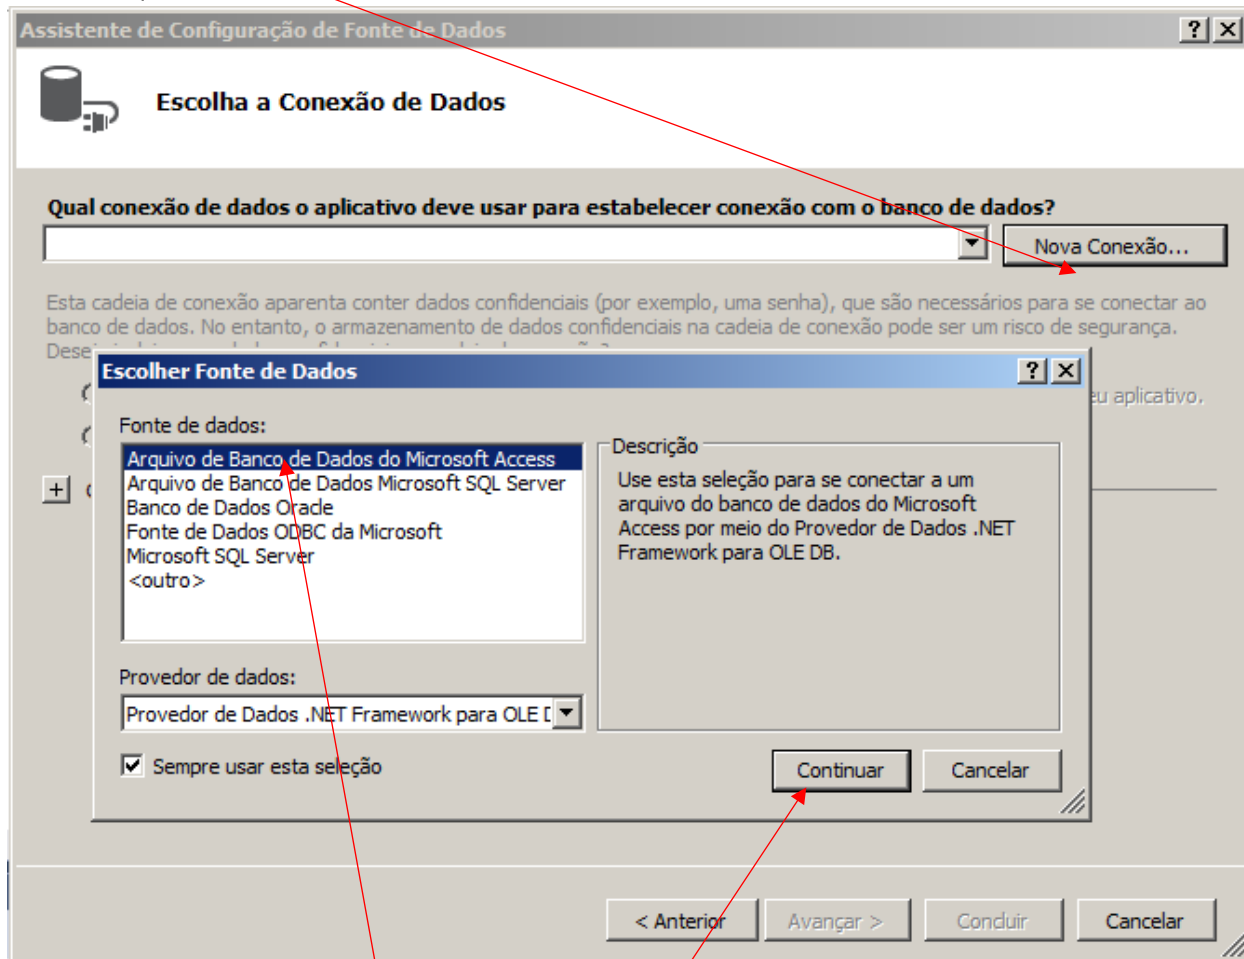 Assistente de Configuração de Fonte de Dados
Escolha a Conexão de Dados
Qual conexão de dados o aplicativo deve usar para estabelecer conexão com o banco de dados?
Nova Conexão...
Esta cadeia de conexão aparenta conter dados confidenciais (por exemplo, uma senha), que são necessários para se conectar ao
banco de dados. No entanto, o armazenamento de dados confidenciais na cadeia de conexão pode ser um risco de segurança.
Escolher Fonte de Dados
eu aplicativo.
Fonte de dados:
Arquivo de Banco de Dados do Microsoft Access
Arquivo de Banco de Dados Microsoft SQL Server
Banco de Dados Oracle
Fonte de Dados ODBC da Microsoft
Microsoft SQL Server
<outro>
Descrição
Use esta seleção para se conectar a um
arquivo do banco de dados do Microsoft
Access por meio do Provedor de Dados .NET
Framework para OLE DB.
Provedor de dados:
Provedor de Dados .NET Framework para OLE
Sempre usar esta seleção
Continuar
Cancelar
< Anterior
Avançar >
Concluir
Cancelar